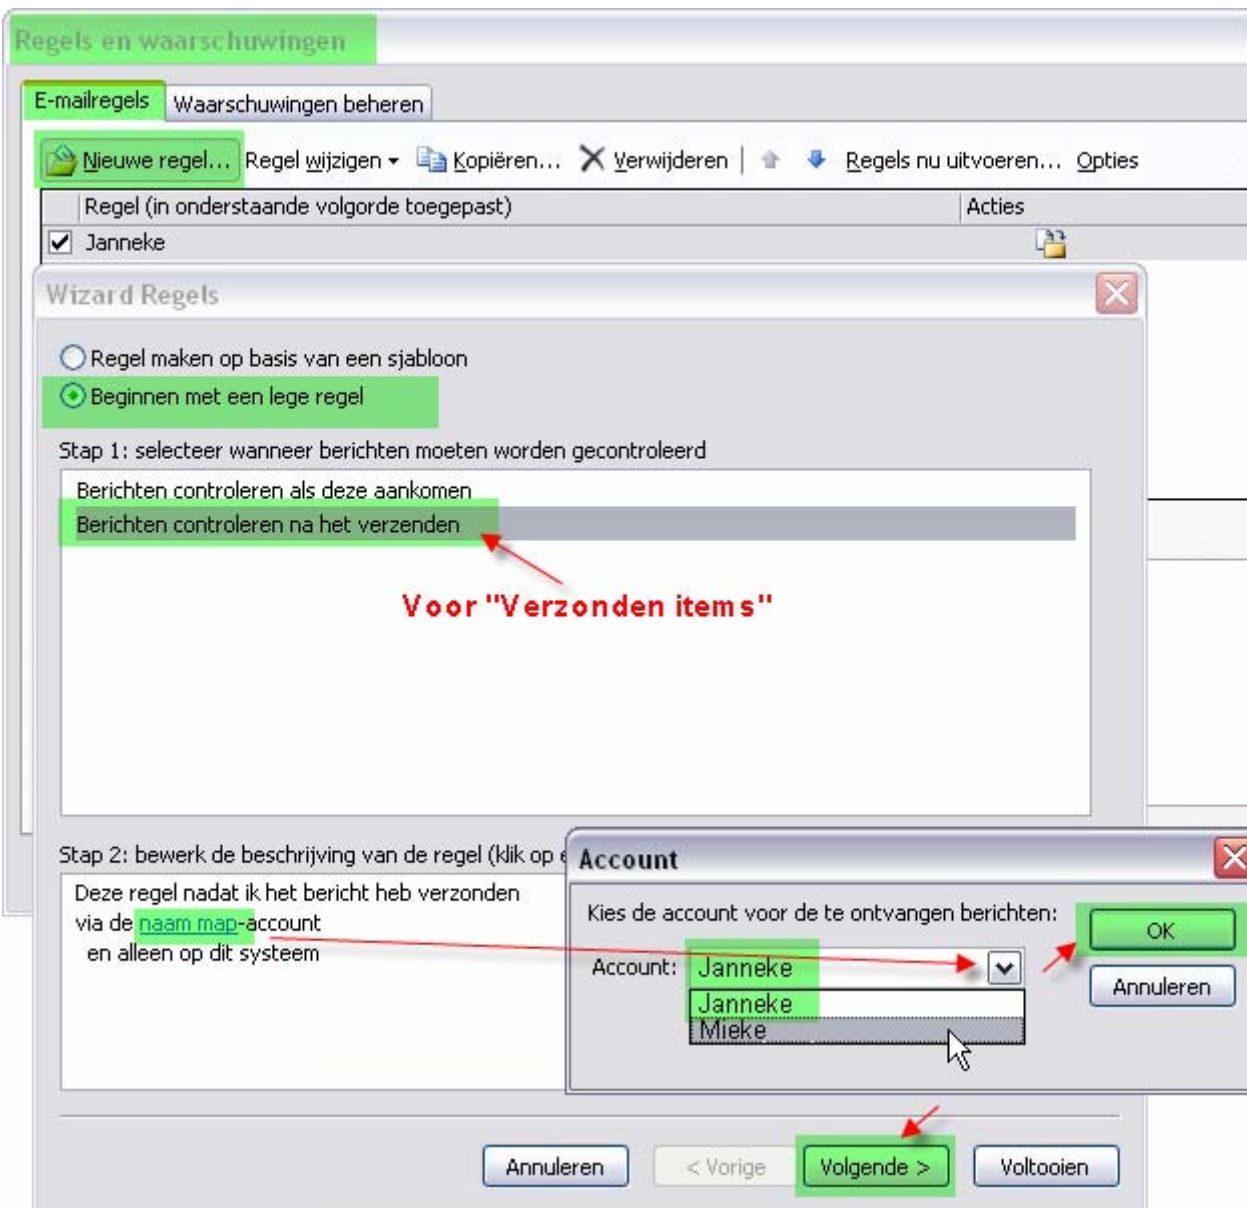 Regels en waarschuwingen
E-mailregels Waarschuwingen beheren
Nieuwe regel... Regel wijzigen Kopiëren... Verwijderen Regels nu uitvoeren... Opties
Regel (in onderstaande volgorde toegepast) Acties
Janneke
Wizard Regels
Regel maken op basis van een sjabloon
Beginnen met een lege regel
Stap 1: selecteer wanneer berichten moeten worden gecontroleerd
Berichten controleren als deze aankomen
Berichten controleren na het verzenden
Voor "Verzonden items"
Stap 2: bewerk de beschrijving van de regel (klik op
Deze regel nadat ik het bericht heb verzonden
via de naam map-account
en alleen op dit systeem
Account
Kies de account voor de te ontvangen berichten:
OK
Account: Janneke
Annuleren
Janneke
Mieke
Annuleren < Vorige Volgende > Voltooien